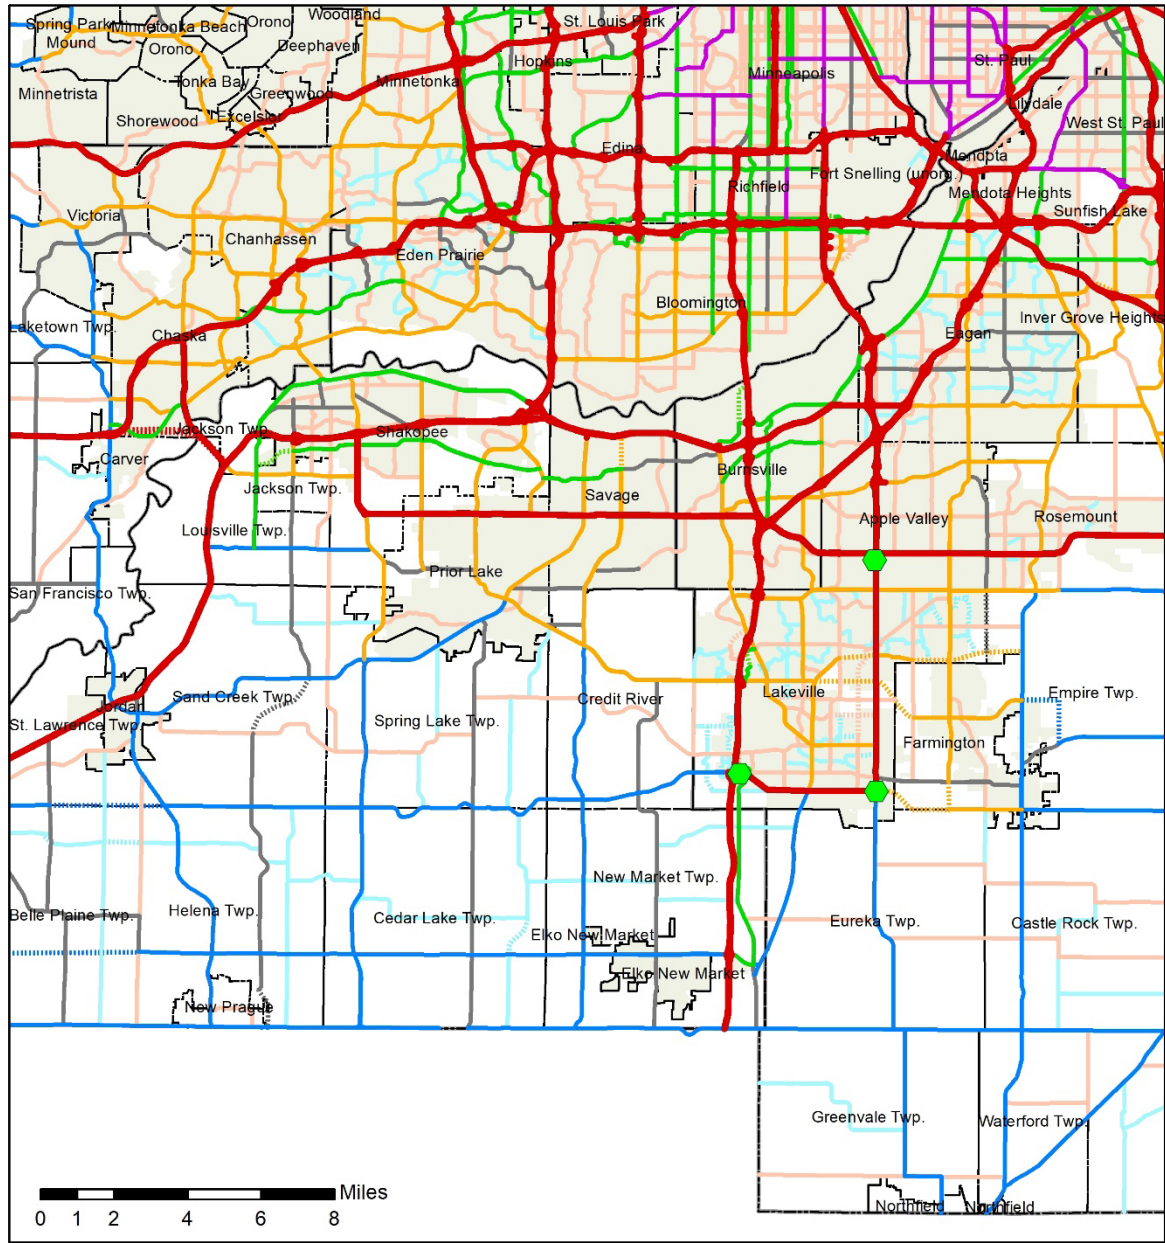 Woodland
Spring Park
Minnetonka Beach
Orono
St. Louis Park
Mound
Orono
Deephaven
Hopkins
St. Paul
Minnetrista
Tonka Bay
Greenwood
Minnetonka
Minneapolis
Lilydale
Shorewood
Excelsior
West St. Paul
Edina
Mendota
Richfield
Fort Snelling (unorg.)
Mendota Heights
Victoria
Sunfish Lake
Chanhassen
Eden Prairie
Bloomington
Laketown Twp.
Chaska
Eagan
Inver Grove Heights
Jackson Twp.
Shakopee
Carver
Burnsville
Jackson Twp.
Savage
Louisville Twp.
Apple Valley
Rosemount
Prior Lake
San Francisco Twp.
Sand Creek Twp.
Credit River
Lakeville
Empire Twp.
Jordan
St. Lawrence Twp.
Spring Lake Twp.
Farmington
New Market Twp.
Belle Plaine Twp.
Helena Twp.
Cedar Lake Twp.
Eureka Twp.
Castle Rock Twp.
Elko New Market
Elko New Market
New Prague
Greenvale Twp.
Waterford Twp.
Miles
Northfield
Northfield
0 1 2 4 6 8